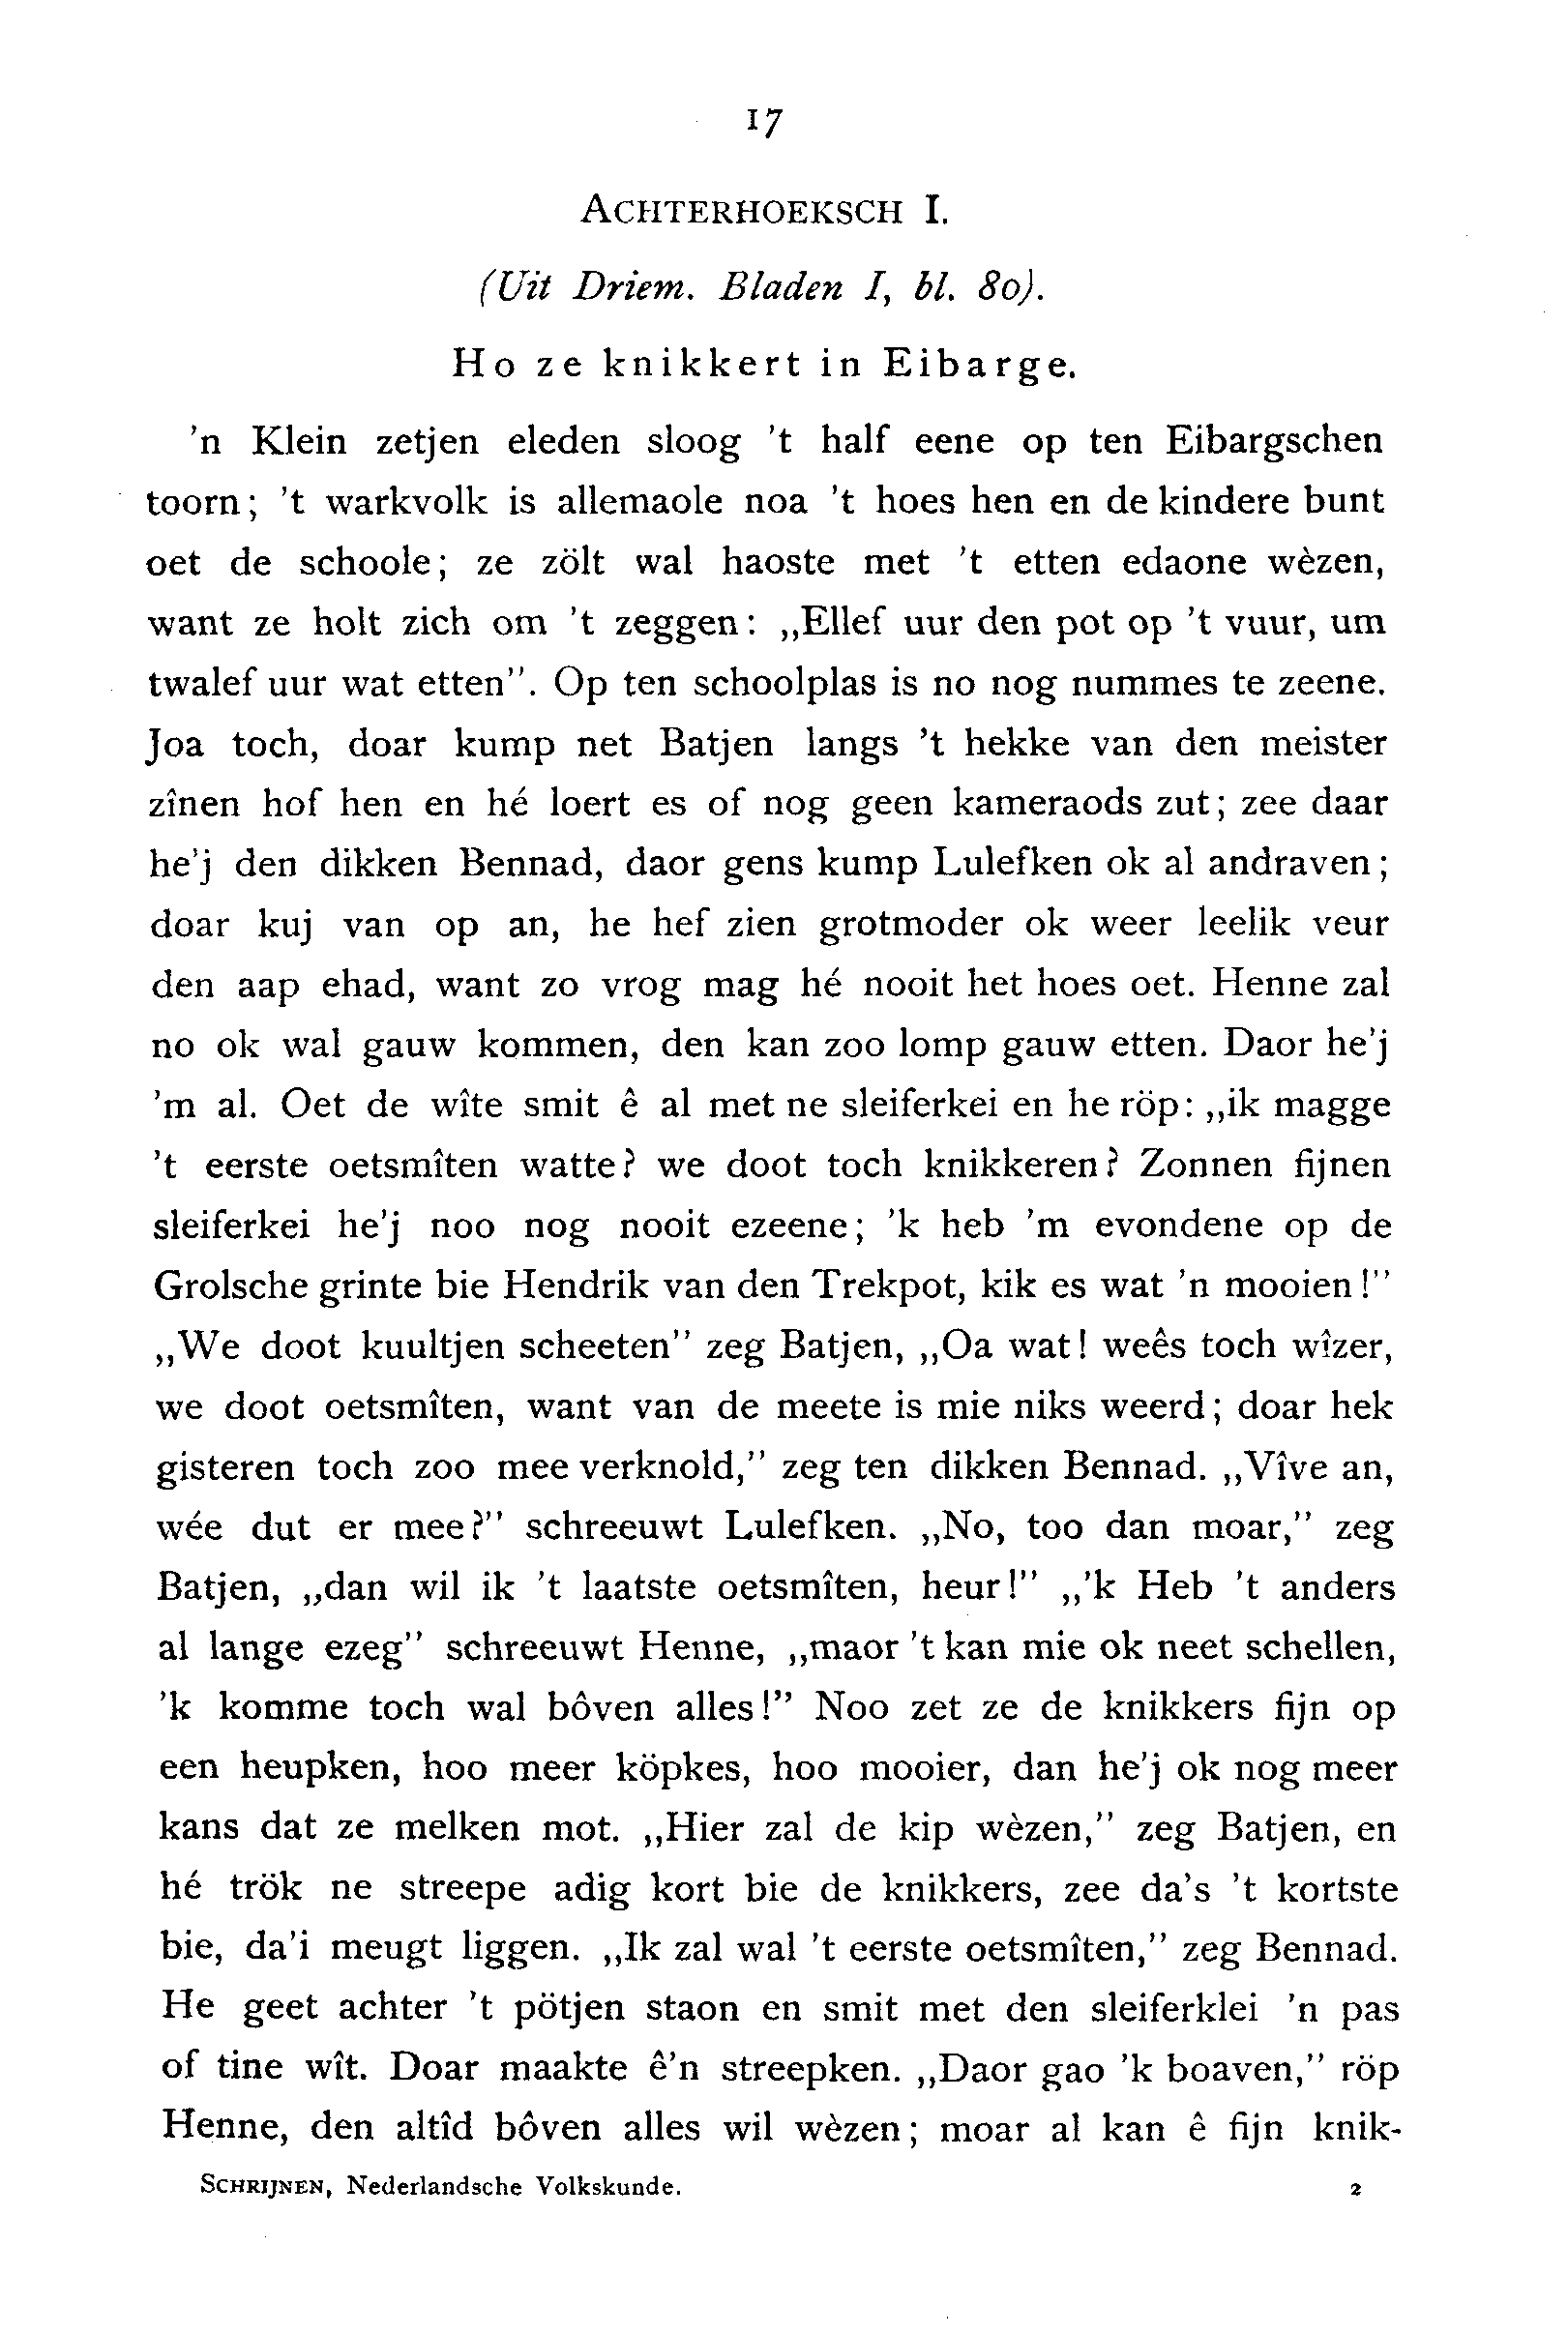 17
ACHTERHOEKSCH I.
(Uit Driem. Bladen I, bl. 80).
Ho ze knikkert in Eibarge.
’n Klein zetjen eleden sloog ’t half eene op ten Eibargschen
toorn; ’t warkvolk is allemaole noa ’t hoes hen en de kindere bunt
oet de schoole; ze zölt wal haoste met ’t etten edaone wèzen,
want ze holt zich om ’t zeggen: „Ellef uur den pot op ’t vuur, um
twalef uur wat etten”. Op ten schoolplas is no nog nummes te zeene.
Joa toch, doar kump net Batjen langs ’t hekke van den meister
zînen hof hen en hé loert es of nog geen kameraods zut; zee daar
he’j den dikken Bennad, daor gens kump Lulefken ok al andraven;
doar kuj van op an, he hef zien grotmoder ok weer leelik veur
den aap ehad, want zo vrog mag hé nooit het hoes oet. Henne zal
no ok wal gauw kommen, den kan zoo lomp gauw etten. Daor he’j
’m al. Oet de wîte smit ê al met ne sleiferkei en he röp: „ik magge
’t eerste oetsmîten watte? we doot toch knikkeren? Zonnen fijnen
sleiferkei he’j noo nog nooit ezeene; ’k heb ’m evondene op de
Grolsche grinte bie Hendrik van den Trekpot, kik es wat ’n mooien!”
„We doot kuultjen scheeten” zeg Batjen, „Oa wat! weês toch wîzer,
we doot oetsmîten, want van de meete is mie niks weerd; doar hek
gisteren toch zoo mee verknold,” zeg ten dikken Bennad. „Vîve an,
wée dut er mee?” schreeuwt Lulefken. „No, too dan moar,” zeg
Batjen, „dan wil ik ’t laatste oetsmîten, heur!” „’k Heb ’t anders
al lange ezeg” schreeuwt Henne, „maor ’t kan mie ok neet schellen,
’k komme toch wal bôven alles!” Noo zet ze de knikkers fijn op
een heupken, hoo meer köpkes, hoo mooier, dan he’j ok nog meer
kans dat ze melken mot. „Hier zal de kip wèzen,” zeg Batjen, en
hé trök ne streepe adig kort bie de knikkers, zee da’s ’t kortste
bie, da’i meugt liggen. „Ik zal wal ’t eerste oetsmîten,” zeg Bennad.
He geet achter ’t pötjen staon en smit met den sleiferklei ’n pas
of tine wît. Doar maakte ê’n streepken. „Daor gao ’k boaven,” röp
Henne, den altîd bôven alles wil wèzen; moar al kan ê fijn knik-
SCHRIJNEN, Nederlandsche Volkskunde. 2